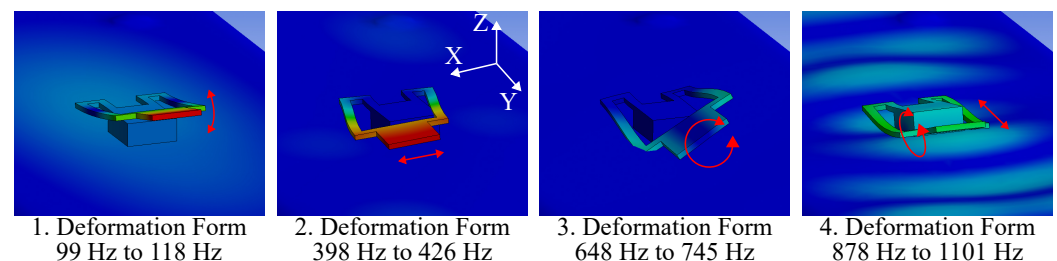 Z
X
Y
1. Deformation Form
99 Hz to 118 Hz
2. Deformation Form
398 Hz to 426 Hz
3. Deformation Form
648 Hz to 745 Hz
4. Deformation Form
878 Hz to 1101 Hz